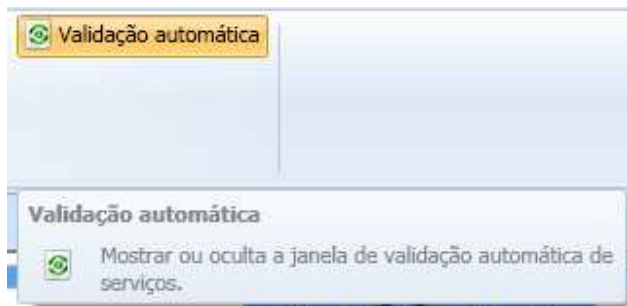 Validação automática
Validação automática
Mostrar ou oculta a janela de validação automática de
serviços.